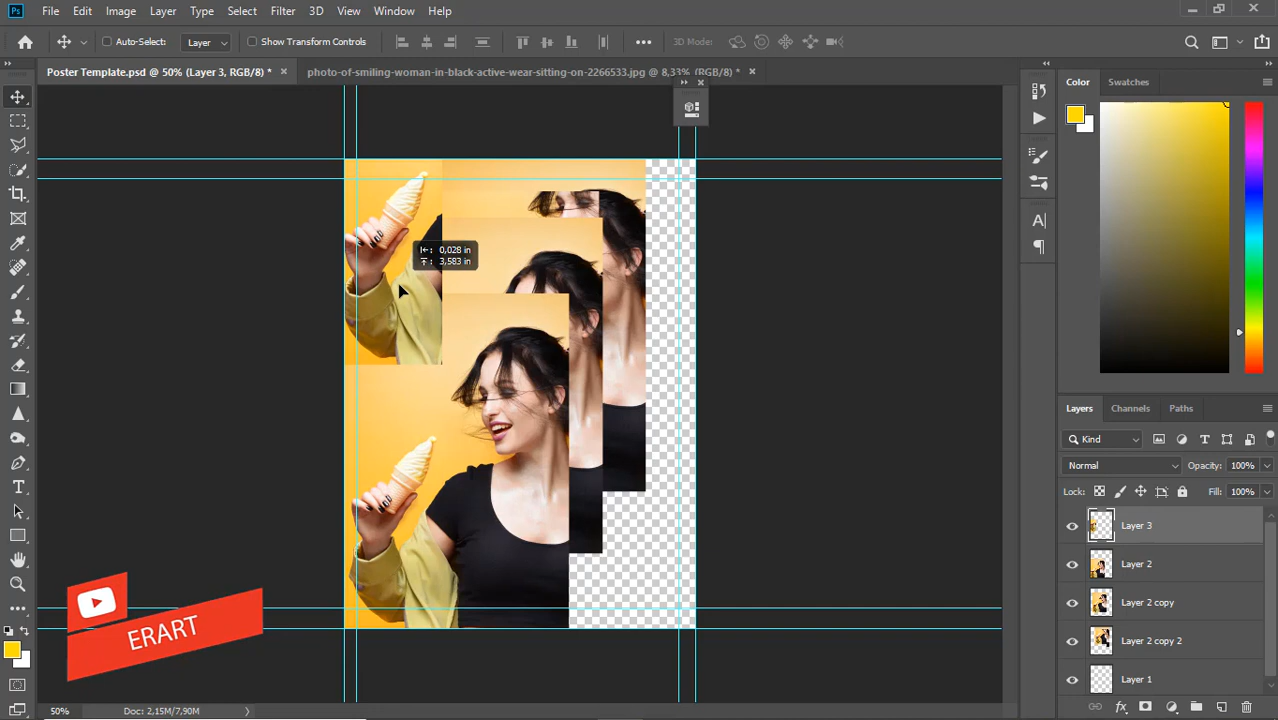 File Edit Image Layer Type Select Filter 3D View Window Help
Auto-Select: Layer Show Transform Controls 3D Mode:
Poster Template.psd @ 50% (Layer 3, RGB/8) * photo-of-smiling-woman-in-black-active-wear-sitting-on-2266533.jpg @ 8,33% (RGB/8) *
Color Swatches
0,028 in
3,583 in
Layers Channels Paths
Kind
Normal Opacity: 100%
Lock: Fill: 100%
Layer 3
Layer 2
Layer 2 copy
Layer 2 copy 2
Layer 1
ERART
50% Doc: 2,15M/7,90M